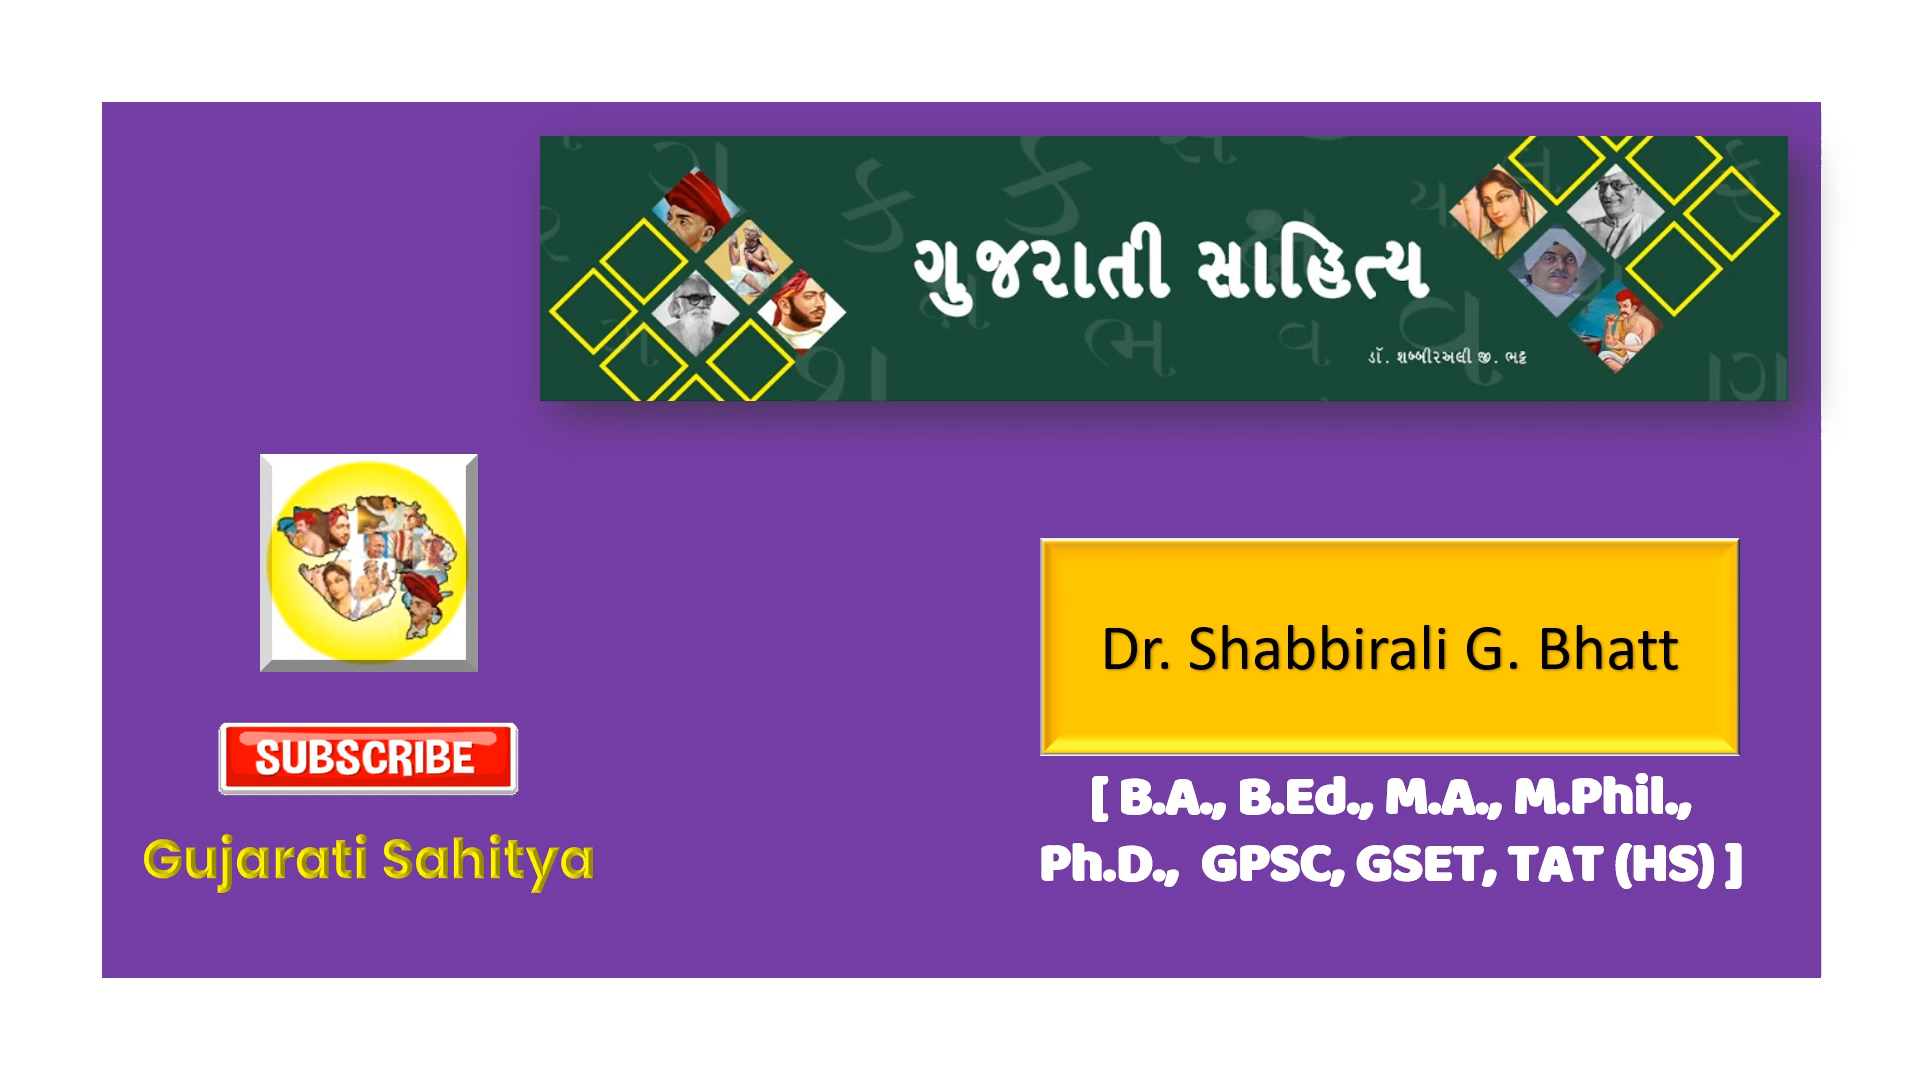 ગુજરાતી સાહિત્ય
ડૉ. શબ્બીરઅલી જી. ભટ્ટ
Dr. Shabbirali G. Bhatt
[ B.A., B.Ed., M.A., M.Phil.,
Ph.D., GPSC, GSET, TAT (HS) ]
SUBSCRIBE
Gujarati Sahitya